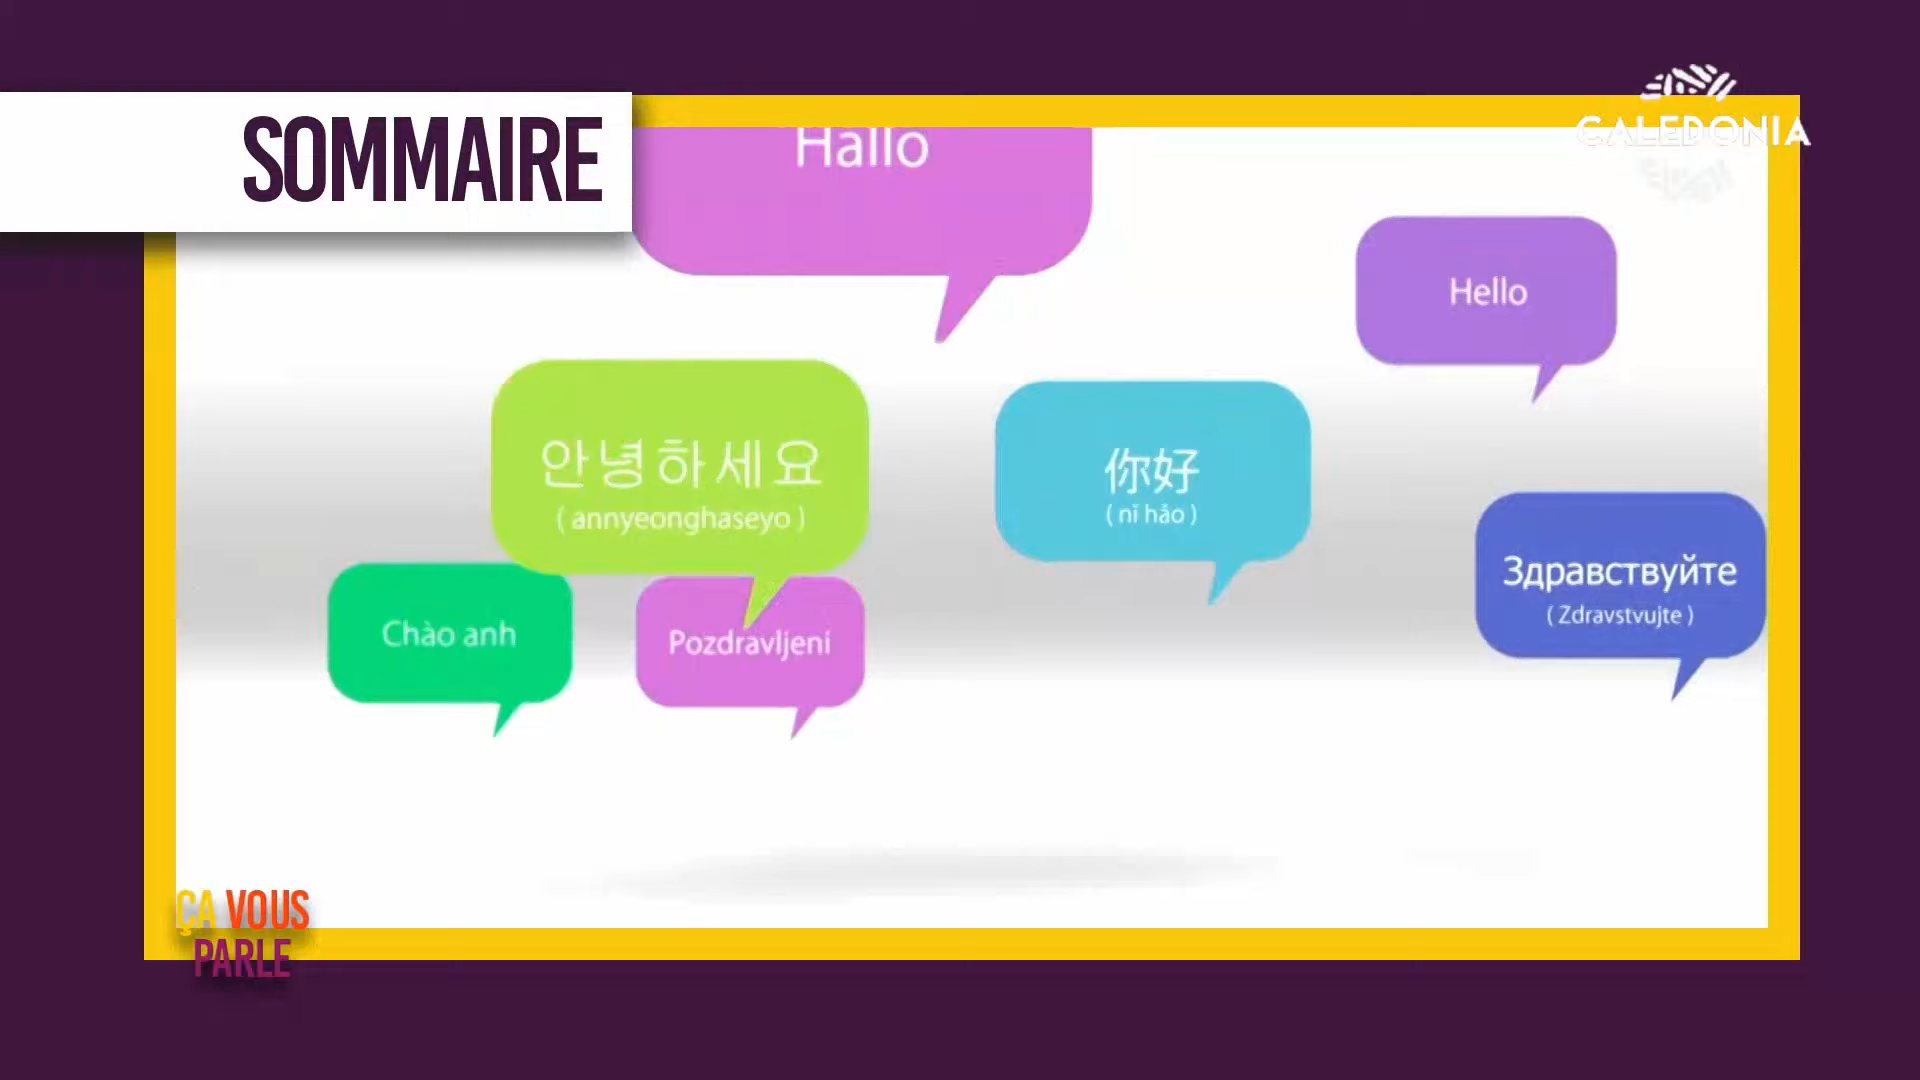 SOMMAIRE
CALEDONIA
Hallo
Hello
안녕하세요
( annyeonghaseyo )
你好
( nǐ hǎo )
Здравствуйте
( Zdravstvujte )
Chào anh
Pozdravljeni
ÇA VOUS
PARLE